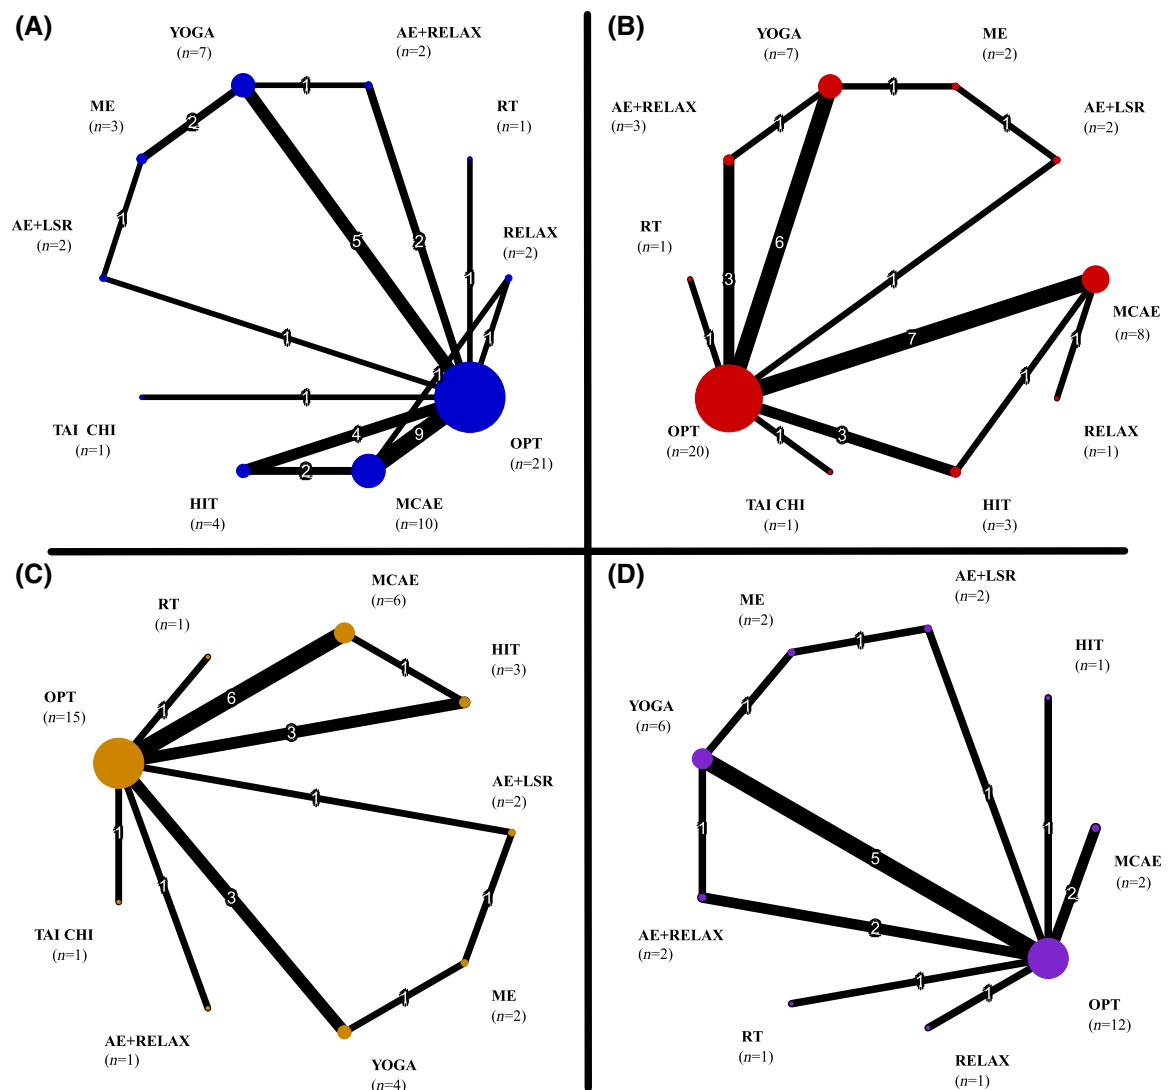 (A)
YOGA
(n=7)
AE+RELAX
(n=2)
ME
(n=3)
RT
(n=1)
AE+LSR
(n=2)
RELAX
(n=2)
TAI CHI
(n=1)
OPT
(n=21)
HIT
(n=4)
MCAE
(n=10)
1
2
1
5
2
1
1
1
1
1
4
9
2
(B)
YOGA
(n=7)
ME
(n=2)
AE+RELAX
(n=3)
AE+LSR
(n=2)
RT
(n=1)
MCAE
(n=8)
OPT
(n=20)
RELAX
(n=1)
TAI CHI
(n=1)
HIT
(n=3)
1
1
1
6
3
1
1
7
1
1
1
3
(C)
MCAE
(n=6)
RT
(n=1)
HIT
(n=3)
OPT
(n=15)
AE+LSR
(n=2)
TAI CHI
(n=1)
ME
(n=2)
AE+RELAX
(n=1)
YOGA
(n=4)
1
6
1
3
1
1
1
3
1
1
(D)
AE+LSR
(n=2)
ME
(n=2)
HIT
(n=1)
YOGA
(n=6)
MCAE
(n=2)
AE+RELAX
(n=2)
OPT
(n=12)
RT
(n=1)
RELAX
(n=1)
1
1
1
1
1
5
2
2
1
1